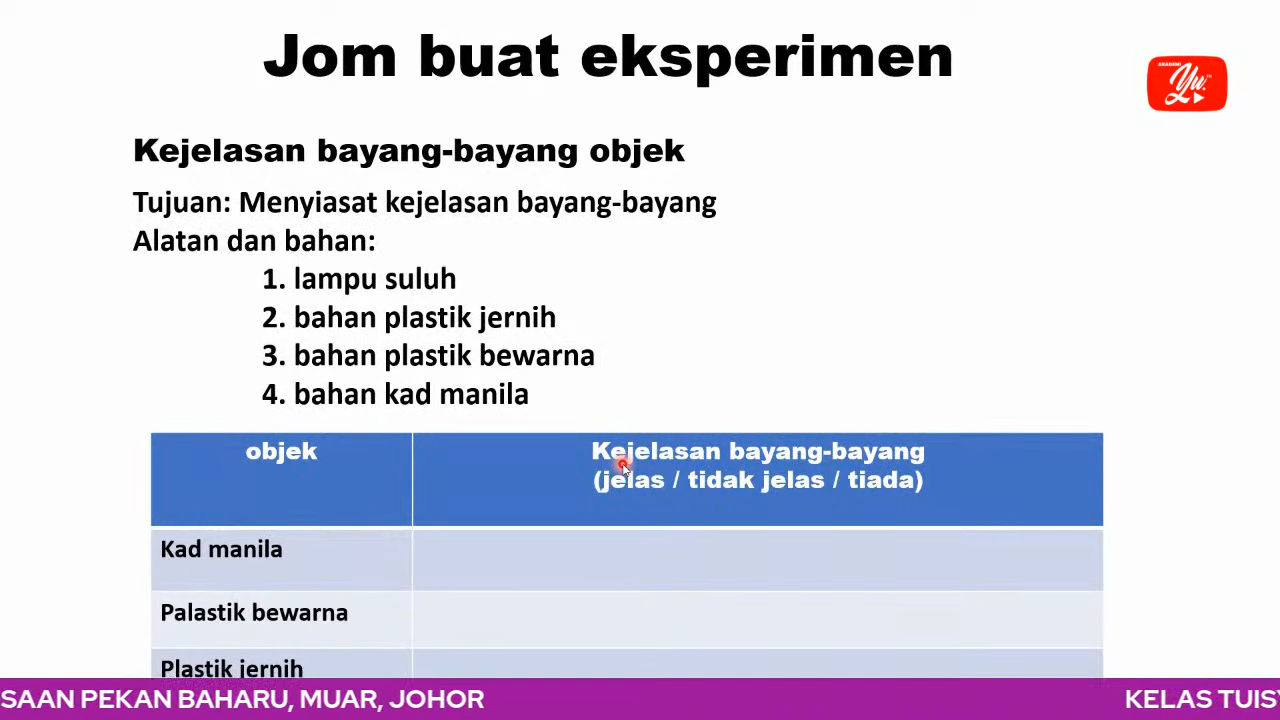 Jom buat eksperimen
AKADEMI
Yu
Kejelasan bayang-bayang objek
Tujuan: Menyiasat kejelasan bayang-bayang
Alatan dan bahan:
1. lampu suluh
2. bahan plastik jernih
3. bahan plastik bewarna
4. bahan kad manila
objek
Kejelasan bayang-bayang
(jelas / tidak jelas / tiada)
Kad manila
Palastik bewarna
Plastik jernih
SAAN PEKAN BAHARU, MUAR, JOHOR
KELAS TUISY